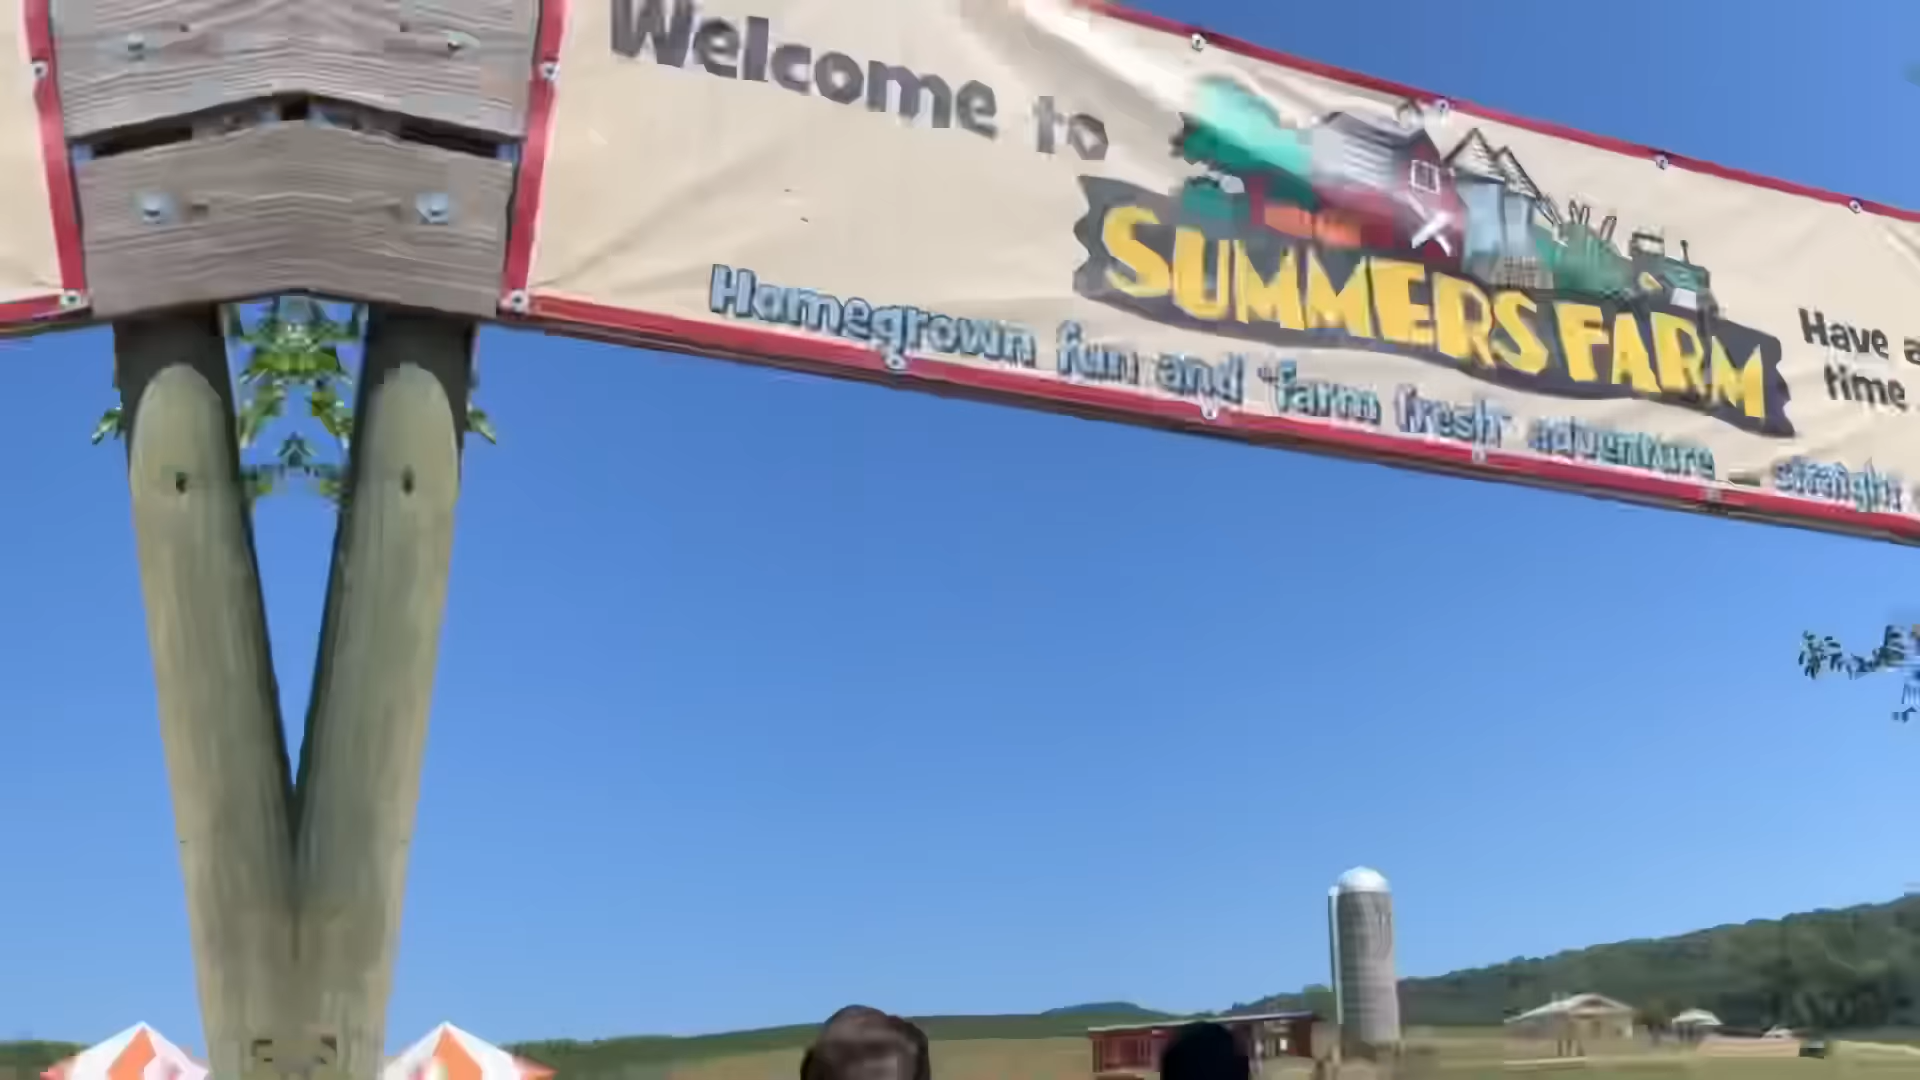 Welcome to
SUMMERS FARM
Homegrown fun and "farm fresh" adventure — straight
Have a
time